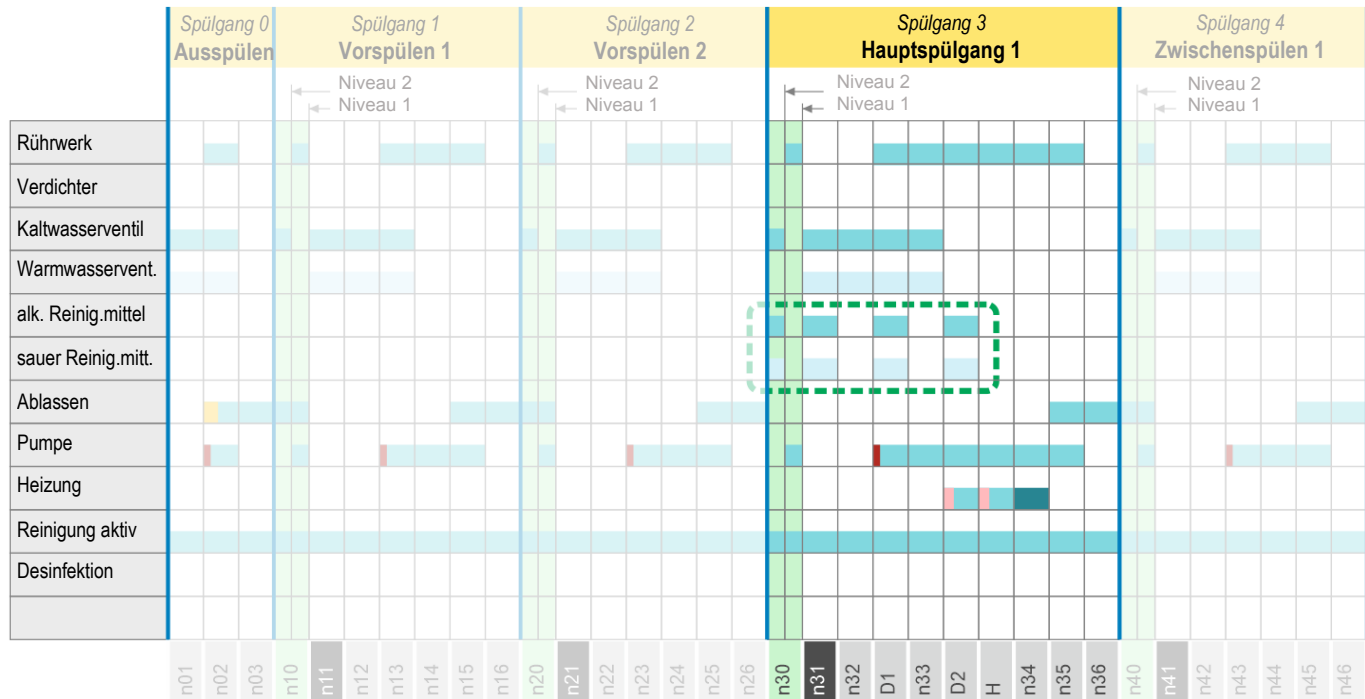 Spülgang 0
Ausspülen
Spülgang 1
Vorspülen 1
Spülgang 2
Vorspülen 2
Spülgang 3
Hauptspülgang 1
Spülgang 4
Zwischenspülen 1
Niveau 2
Niveau 1
Niveau 2
Niveau 1
Niveau 2
Niveau 1
Niveau 2
Niveau 1
Rührwerk
Verdichter
Kaltwasserventil
Warmwasservent.
alk. Reinig.mittel
sauer Reinig.mitt.
Ablassen
Pumpe
Heizung
Reinigung aktiv
Desinfektion
n01
n02
n03
n10
n11
n12
n13
n14
n15
n16
n20
n21
n22
n23
n24
n25
n26
n30
n31
n32
D1
n33
D2
H
n34
n35
n36
n40
n41
n42
n43
n44
n45
n46